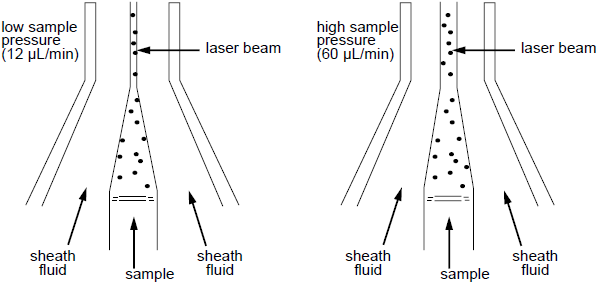 low sample
pressure
(12 µL/min)
laser beam
sheath
fluid
sample
sheath
fluid
high sample
pressure
(60 µL/min)
laser beam
sheath
fluid
sample
sheath
fluid